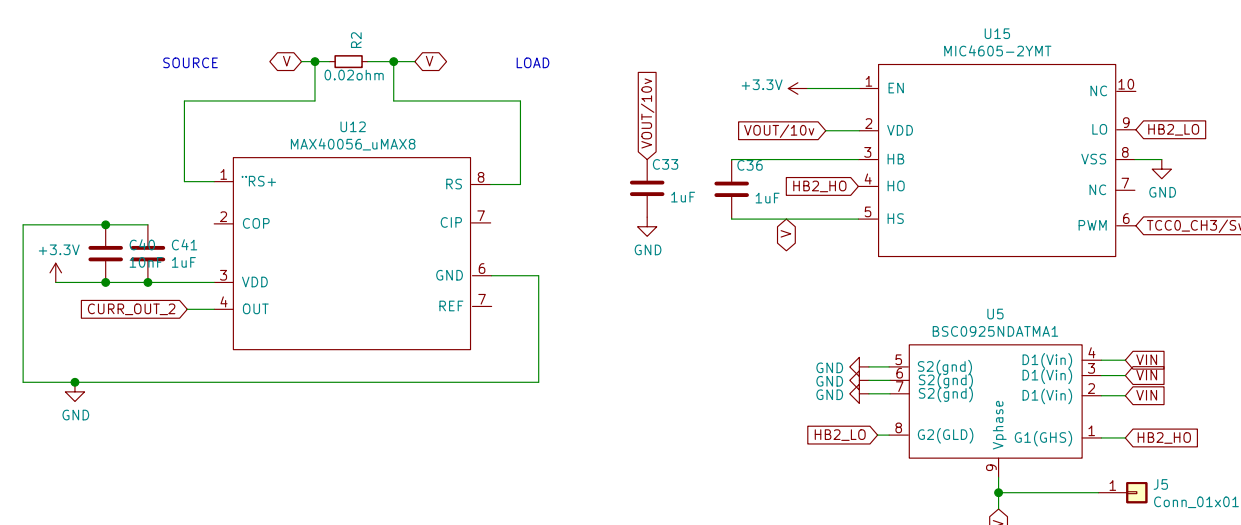 SOURCE
V
R2
0.02ohm
V
LOAD
U12
MAX40056_uMAX8
1
¨RS+
2
COP
3
VDD
4
OUT
RS
8
CIP
7
GND
6
REF
7
+3.3V
C40
10nF
C41
1uF
CURR_OUT_2
GND
VOUT/10v
C33
1uF
GND
U15
MIC4605-2YMT
+3.3V
1
EN
VOUT/10v
2
VDD
C36
1uF
3
HB
HB2_HO
4
HO
5
HS
V
NC
10
LO
9
HB2_LO
VSS
8
GND
NC
7
PWM
6
TCC0_CH3/S
U5
BSC0925NDATMA1
GND
5
S2(gnd)
GND
6
S2(gnd)
GND
7
S2(gnd)
HB2_LO
8
G2(GLD)
D1(Vin)
4
VIN
D1(Vin)
3
VIN
D1(Vin)
2
VIN
G1(GHS)
1
HB2_HO
Vphase
9
1
J5
Conn_01x01